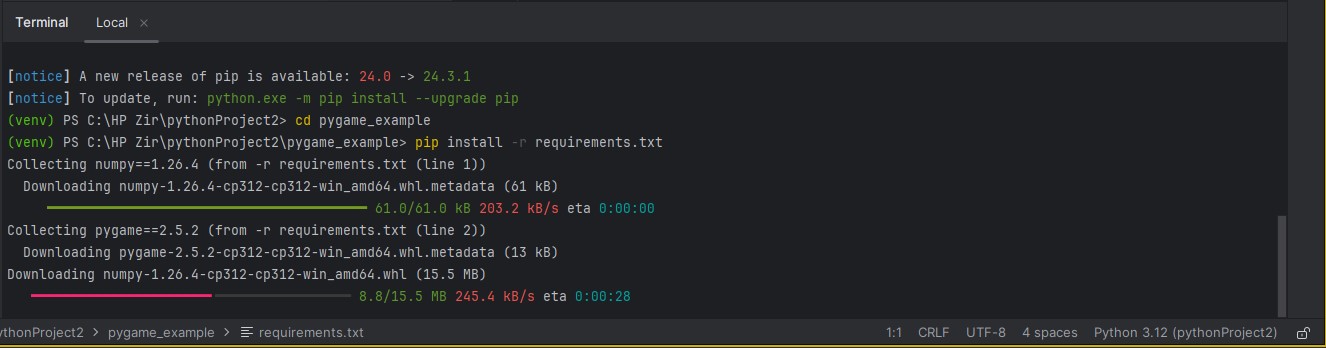 Terminal Local ×
[notice] A new release of pip is available: 24.0 -> 24.3.1
[notice] To update, run: python.exe -m pip install --upgrade pip
(venv) PS C:\HP Zir\pythonProject2> cd pygame_example
(venv) PS C:\HP Zir\pythonProject2\pygame_example> pip install -r requirements.txt
Collecting numpy==1.26.4 (from -r requirements.txt (line 1))
Downloading numpy-1.26.4-cp312-cp312-win_amd64.whl.metadata (61 kB)
61.0/61.0 kB 203.2 kB/s eta 0:00:00
Collecting pygame==2.5.2 (from -r requirements.txt (line 2))
Downloading pygame-2.5.2-cp312-cp312-win_amd64.whl.metadata (13 kB)
Downloading numpy-1.26.4-cp312-cp312-win_amd64.whl (15.5 MB)
8.8/15.5 MB 245.4 kB/s eta 0:00:28
ythonProject2 > pygame_example > requirements.txt 1:1 CRLF UTF-8 4 spaces Python 3.12 (pythonProject2)